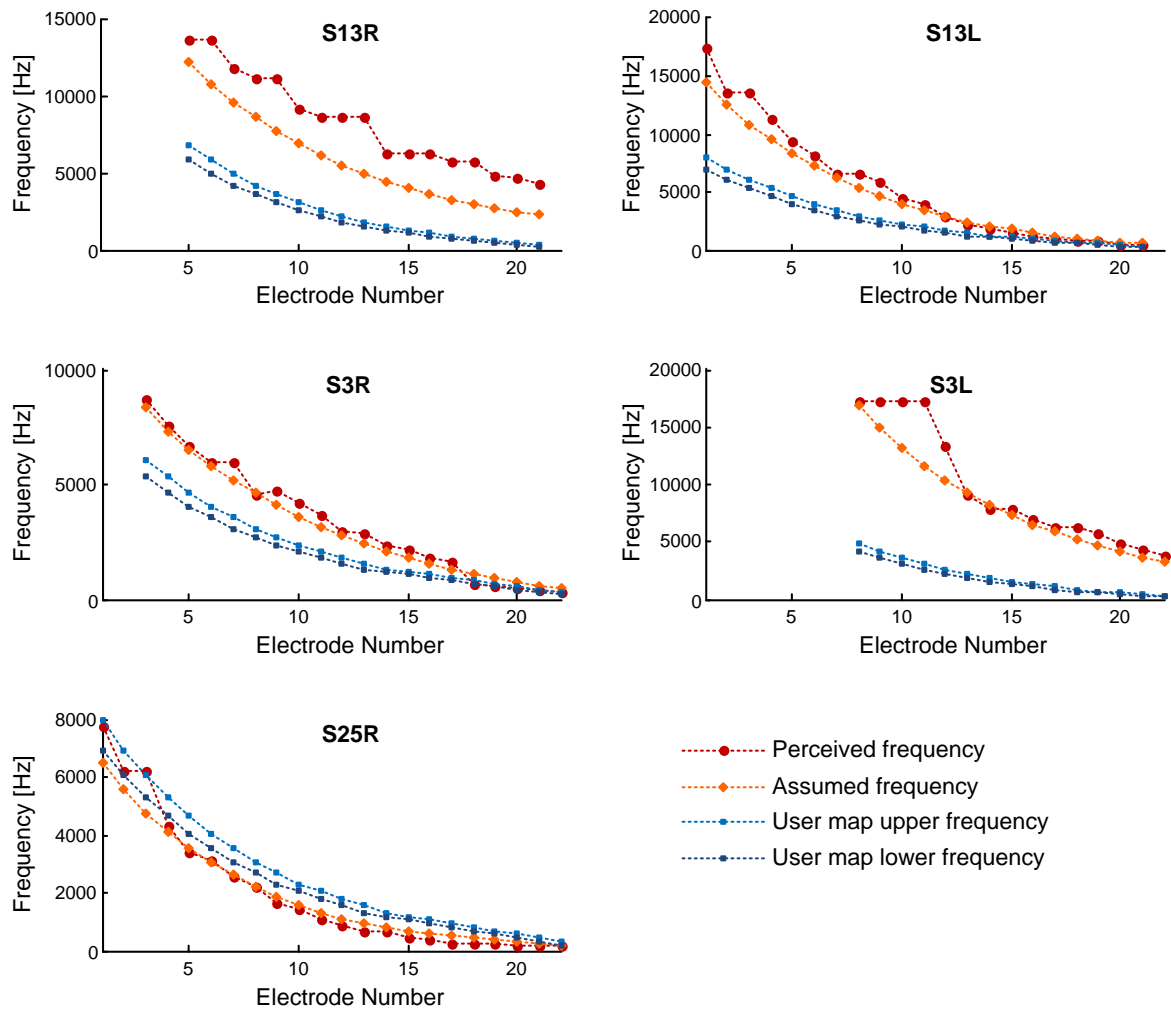 S13R
Frequency [Hz]
15000
10000
5000
0
5 10 15 20
Electrode Number
S13L
Frequency [Hz]
20000
15000
10000
5000
0
5 10 15 20
Electrode Number
S3R
Frequency [Hz]
10000
5000
0
5 10 15 20
Electrode Number
S3L
Frequency [Hz]
20000
15000
10000
5000
0
5 10 15 20
Electrode Number
S25R
Frequency [Hz]
8000
6000
4000
2000
0
5 10 15 20
Electrode Number
Perceived frequency
Assumed frequency
User map upper frequency
User map lower frequency